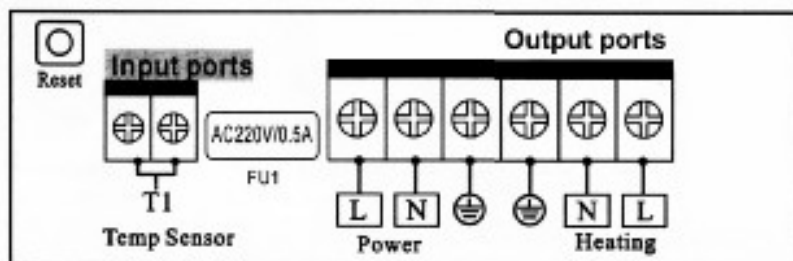 Output ports
Input ports
Reset
AC220V/0.5A
FU1
T1
L N N L
Temp Sensor
Power
Heating